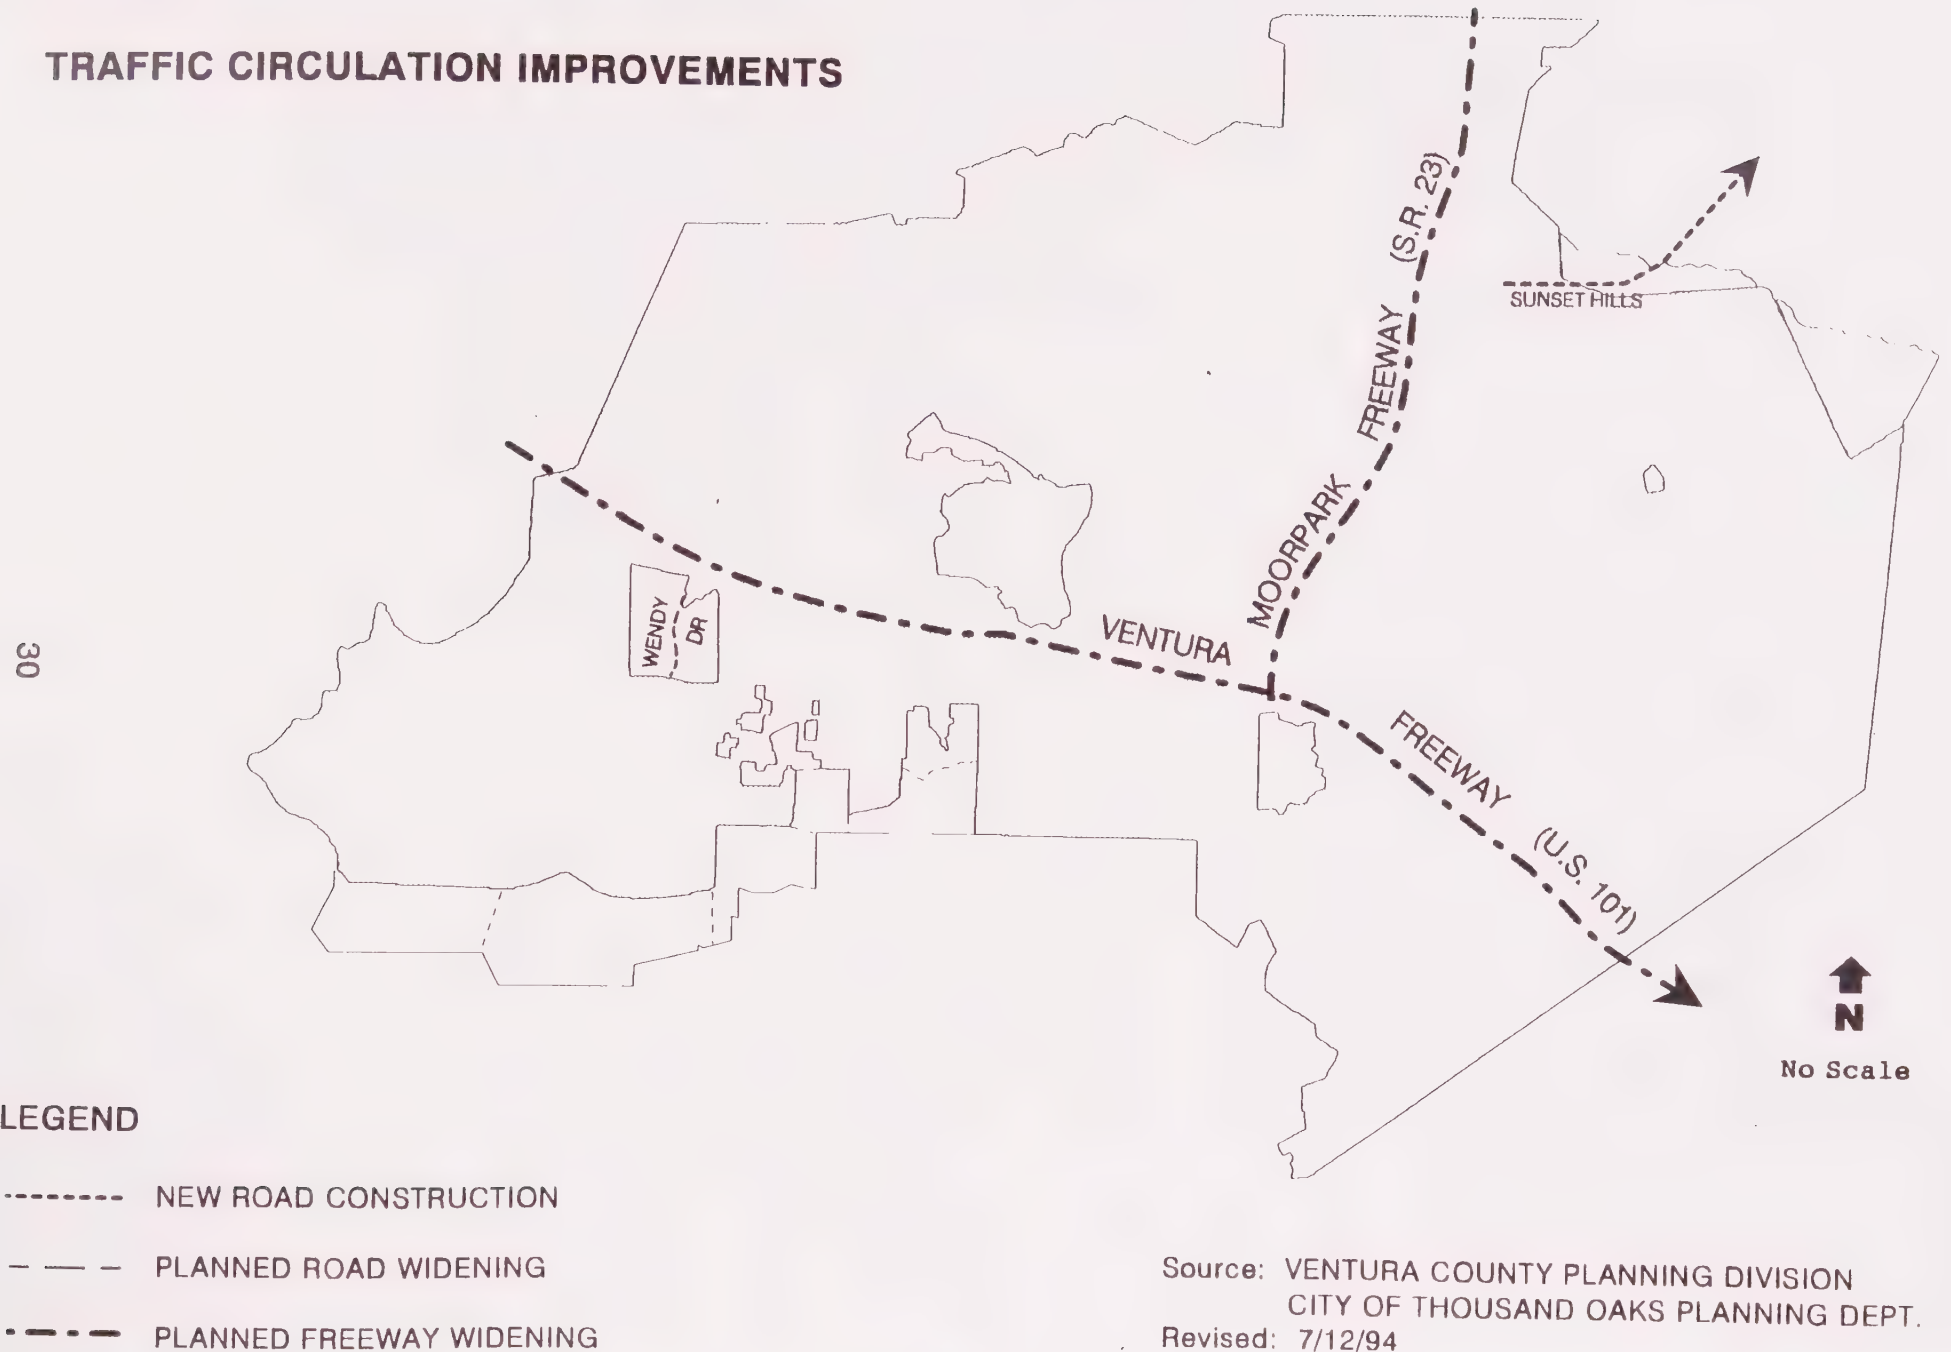 TRAFFIC CIRCULATION IMPROVEMENTS
(S.R. 23)
FREEWAY
MOORPARK
SUNSET HILLS
WENDY
DR
VENTURA
FREEWAY
(U.S. 101)
30
N
No Scale
LEGEND
NEW ROAD CONSTRUCTION
PLANNED ROAD WIDENING
PLANNED FREEWAY WIDENING
Source: VENTURA COUNTY PLANNING DIVISION
CITY OF THOUSAND OAKS PLANNING DEPT.
Revised: 7/12/94